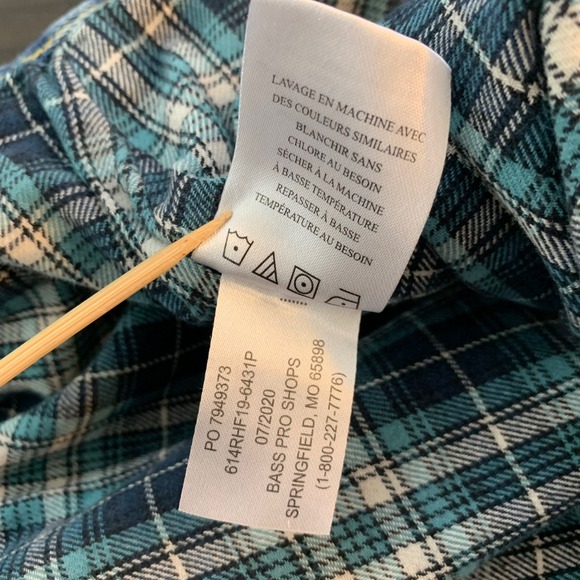 LAVAGE EN MACHINE AVEC
DES COULEURS SIMILAIRES
BLANCHIR SANS
CHLORE AU BESOIN
SÉCHER À LA MACHINE
À BASSE TEMPÉRATURE
REPASSER À BASSE
TEMPÉRATURE AU BESOIN
PO 7949373
614RHF19-6431P
07/2020
BASS PRO SHOPS
SPRINGFIELD, MO 65898
(1-800-227-7776)